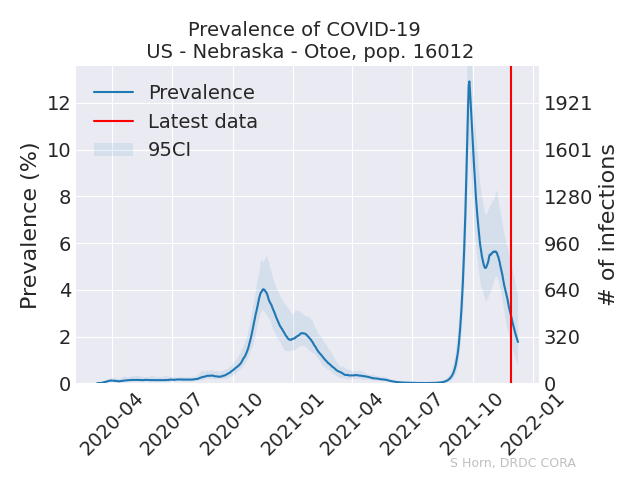 Prevalence of COVID-19
US - Nebraska - Otoe, pop. 16012
Prevalence
Latest data
95CI
Prevalence (%)
12
10
8
6
4
2
0
1921
1601
1280
960
640
320
0
# of infections
2020-04
2020-07
2020-10
2021-01
2021-04
2021-07
2021-10
2022-01
S Horn, DRDC CORA